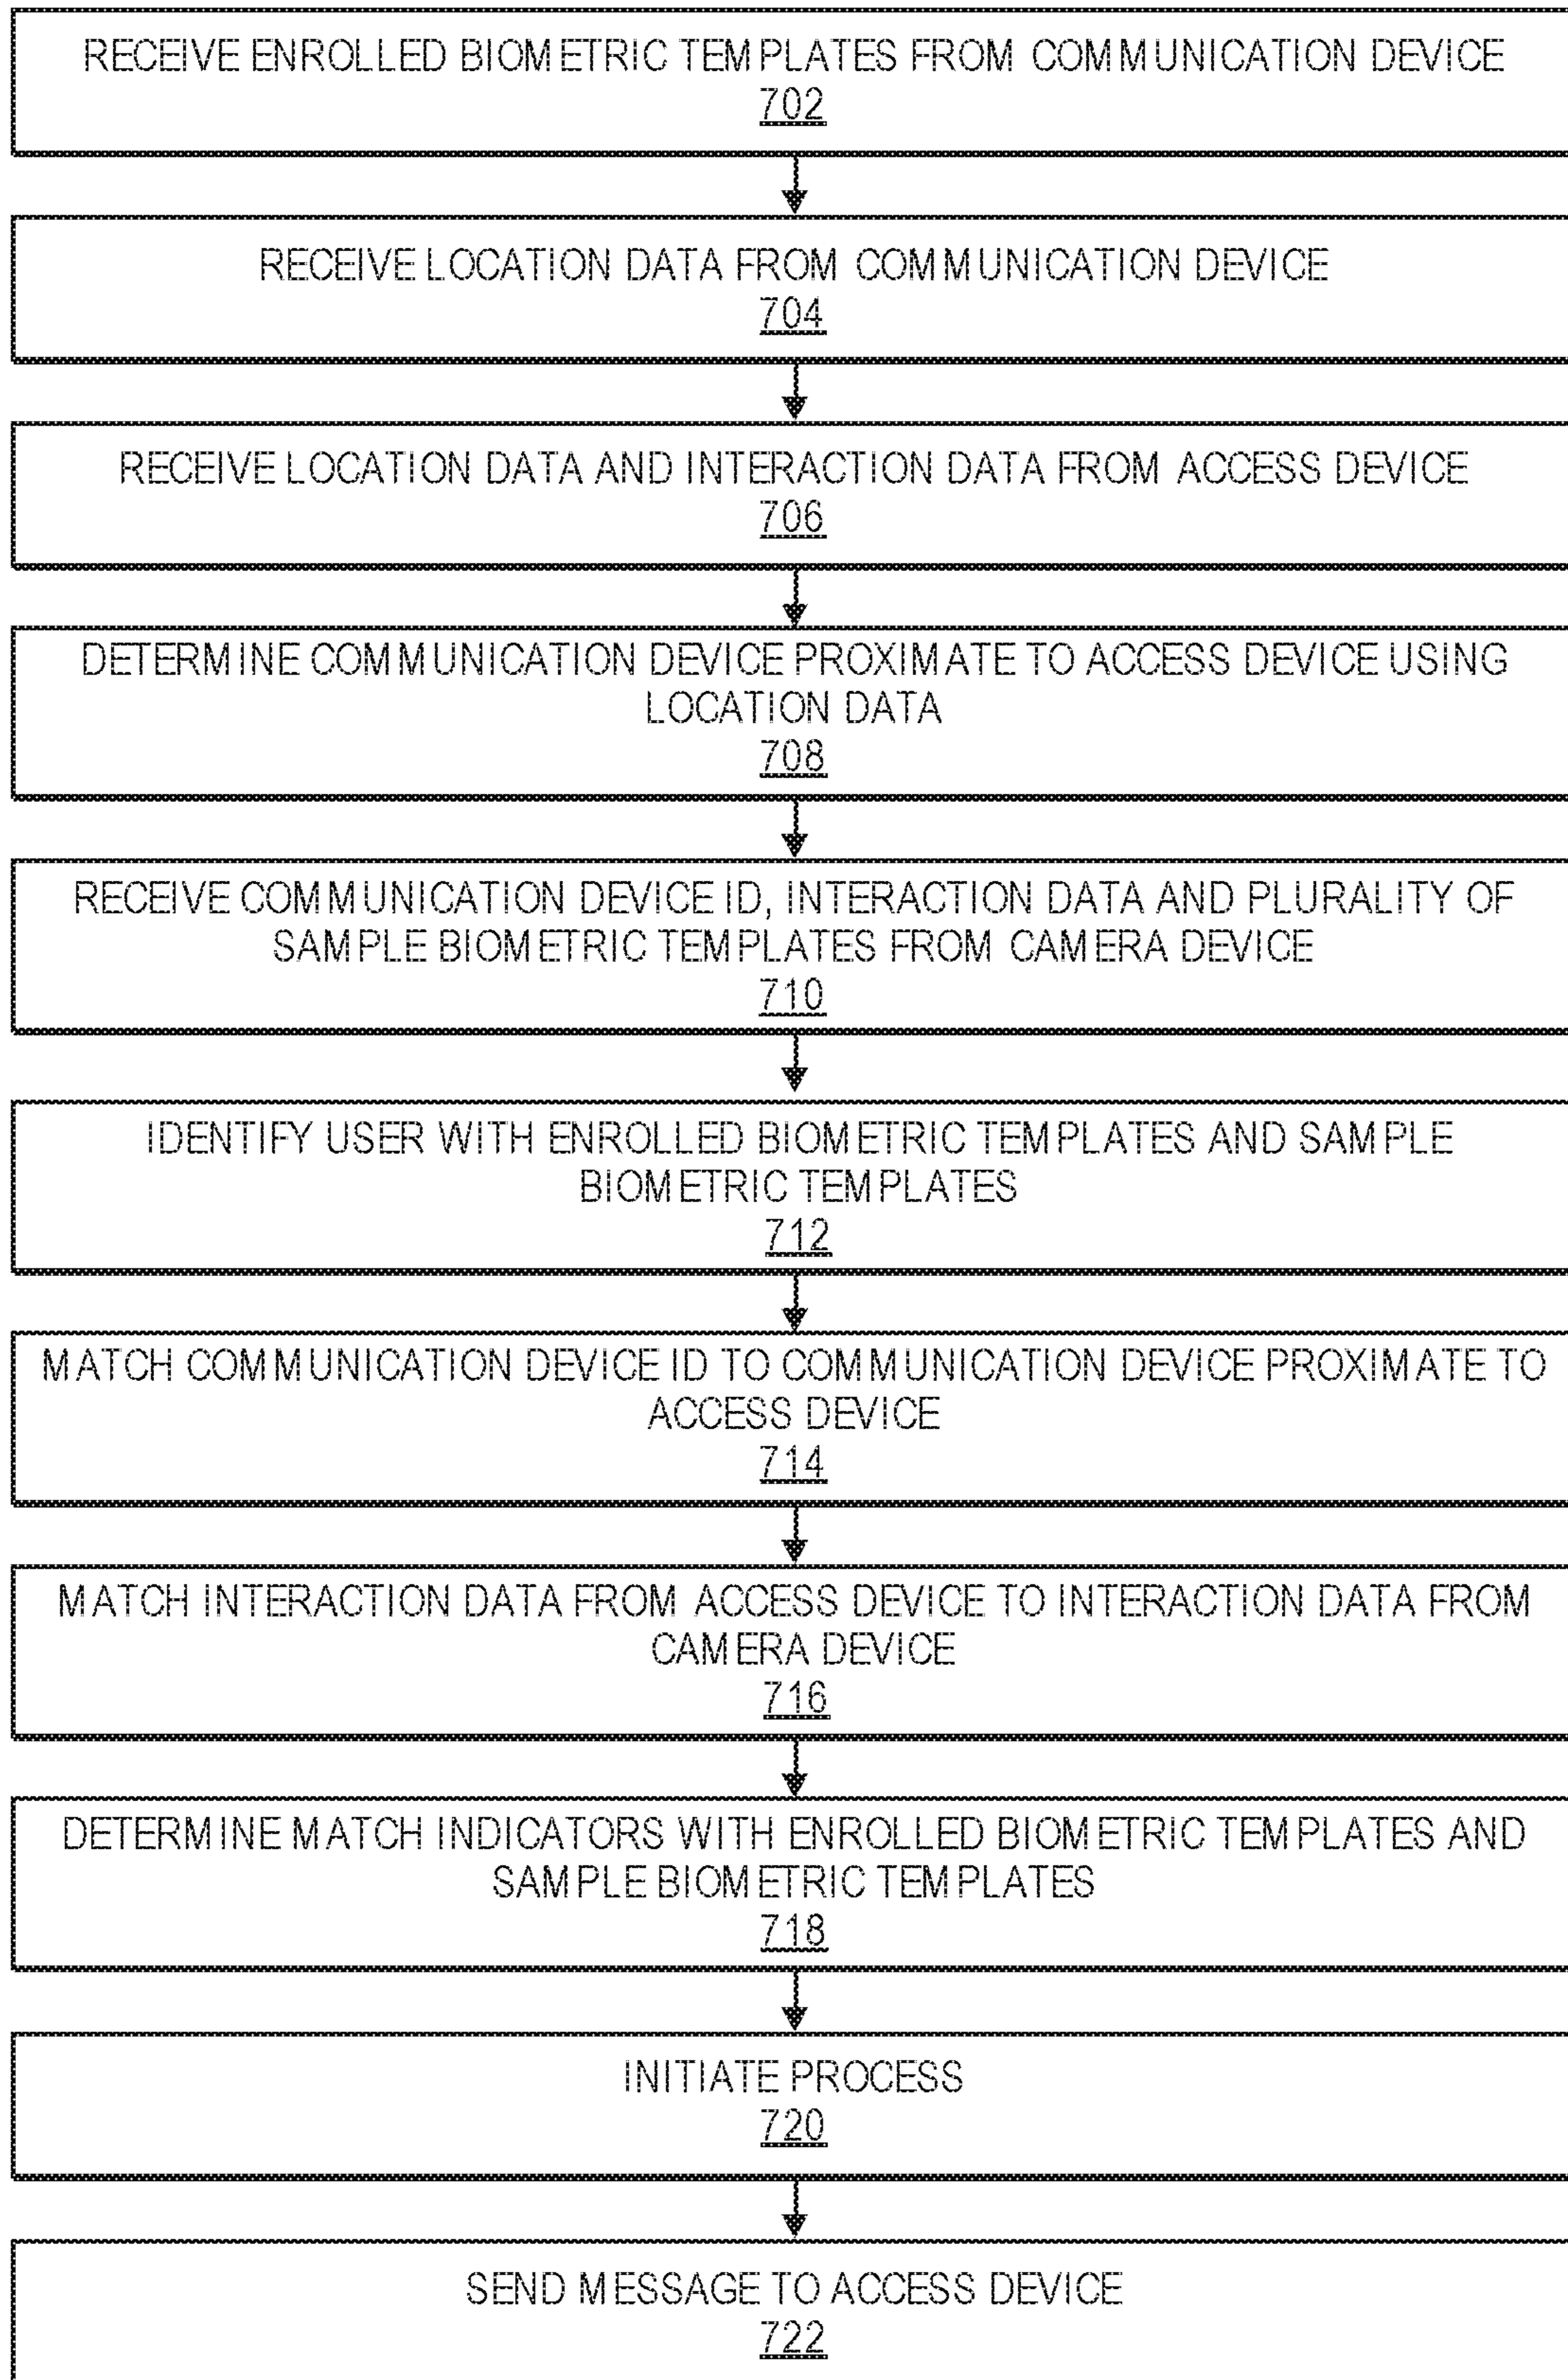 RECEIVE ENROLLED BIOMETRIC TEMPLATES FROM COMMUNICATION DEVICE
702
RECEIVE LOCATION DATA FROM COMMUNICATION DEVICE
704
RECEIVE LOCATION DATA AND INTERACTION DATA FROM ACCESS DEVICE
706
DETERMINE COMMUNICATION DEVICE PROXIMATE TO ACCESS DEVICE USING
LOCATION DATA
708
RECEIVE COMMUNICATION DEVICE ID, INTERACTION DATA AND PLURALITY OF
SAMPLE BIOMETRIC TEMPLATES FROM CAMERA DEVICE
710
IDENTIFY USER WITH ENROLLED BIOMETRIC TEMPLATES AND SAMPLE
BIOMETRIC TEMPLATES
712
MATCH COMMUNICATION DEVICE ID TO COMMUNICATION DEVICE PROXIMATE TO
ACCESS DEVICE
714
MATCH INTERACTION DATA FROM ACCESS DEVICE TO INTERACTION DATA FROM
CAMERA DEVICE
716
DETERMINE MATCH INDICATORS WITH ENROLLED BIOMETRIC TEMPLATES AND
SAMPLE BIOMETRIC TEMPLATES
718
INITIATE PROCESS
720
SEND MESSAGE TO ACCESS DEVICE
722